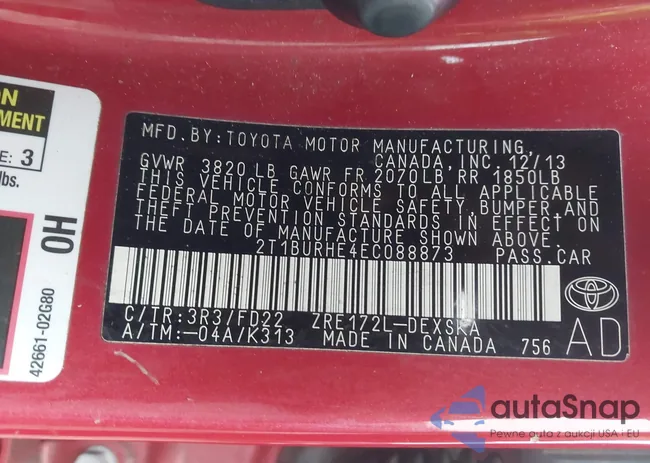 ON
EMENT
E: 3
lbs.
OH
42661-02G80
MFD. BY: TOYOTA MOTOR MANUFACTURING,
CANADA, INC. 12/13
GVWR 3820 LB GAWR FR 2070LB RR 1850LB
THIS VEHICLE CONFORMS TO ALL APPLICABLE
FEDERAL MOTOR VEHICLE SAFETY, BUMPER, AND
THEFT PREVENTION STANDARDS IN EFFECT ON
THE DATE OF MANUFACTURE SHOWN ABOVE.
2T1BURHE4EC088873 PASS. CAR
C/TR: 3R3/FD22 ZRE172L-DEXSKA
A/TM: -04A/K313 MADE IN CANADA 756
AD
autaSnap
Pewne auta z aukcji USA i EU